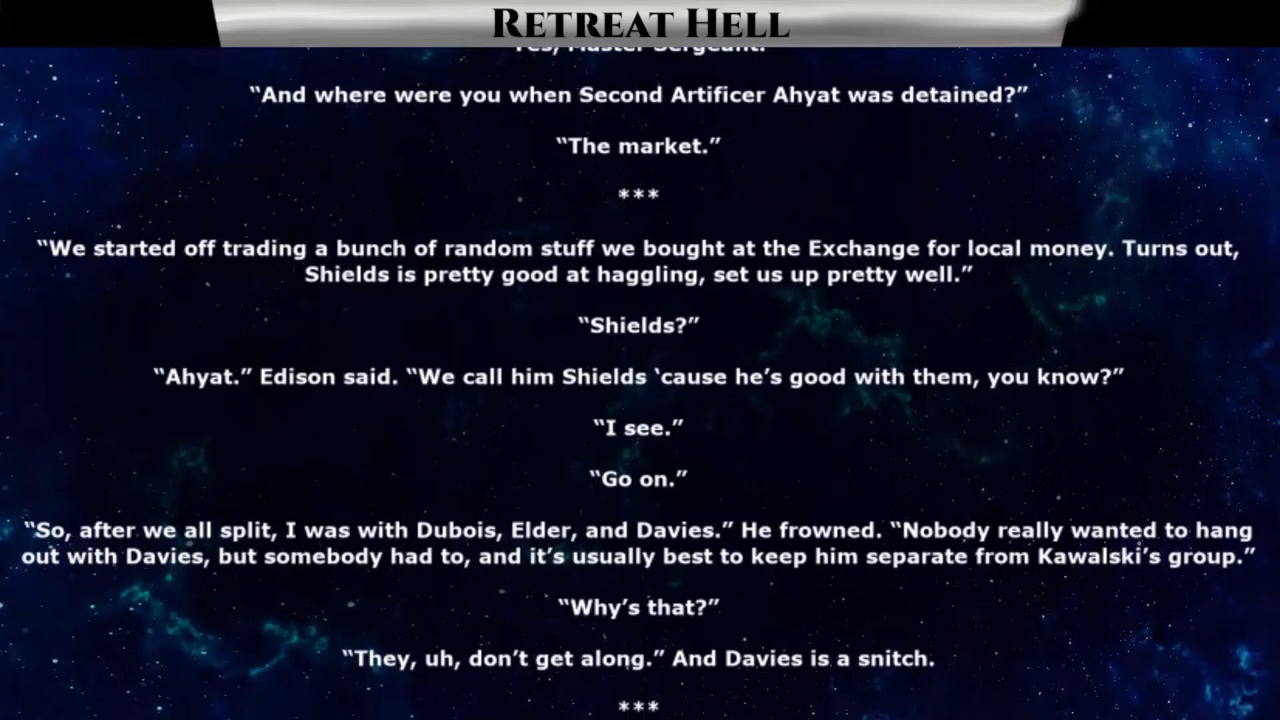 RETREAT HELL
"Yes, Master Sergeant."
"And where were you when Second Artificer Ahyat was detained?"
"The market."
***
"We started off trading a bunch of random stuff we bought at the Exchange for local money. Turns out,
Shields is pretty good at haggling, set us up pretty well."
"Shields?"
"Ahyat." Edison said. "We call him Shields ‘cause he’s good with them, you know?"
"I see."
"Go on."
"So, after we all split, I was with Dubois, Elder, and Davies." He frowned. "Nobody really wanted to hang
out with Davies, but somebody had to, and it’s usually best to keep him separate from Kawalski’s group."
"Why’s that?"
"They, uh, don’t get along." And Davies is a snitch.
***